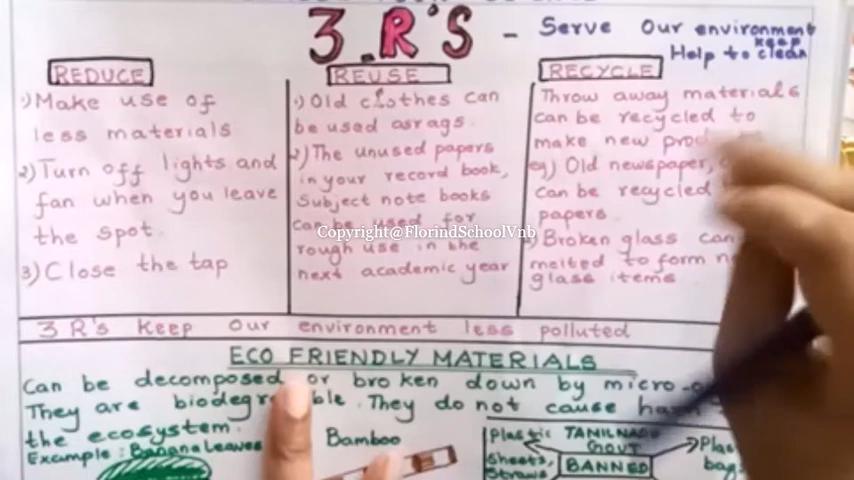 3.R'S - Serve Our environment
Help to keep clean
REDUCE
1) Make use of
less materials
2) Turn off lights and
fan when you leave
the spot.
3) Close the tap
REUSE
1) Old clothes can
be used as rags.
2) The unused papers
in your record book,
Subject note books
can be used for
rough use in the
next academic year
RECYCLE
Throw away materials
can be recycled to
make new
eg) Old newspaper,
can be recycled
papers
Broken glass can
melted to form
glass items
Copyright@FlorindSchoolVnb
3 R's keep Our environment less polluted
ECO FRIENDLY MATERIALS
Can be decomposed or broken down by micro-
They are . They do not cause
the ecosystem.
Example : Banana Leaves
Bamboo
Plastic TAMILNADU
GOVT
Sheets,
Straws
BANNED